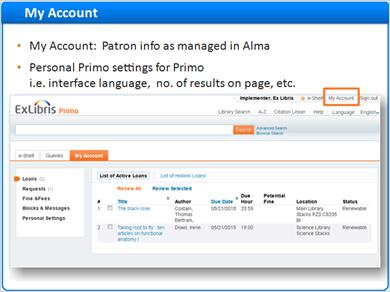 My Account
• My Account: Patron info as managed in Alma
• Personal Primo settings for Primo
i.e. interface language, no. of results on page, etc.
Implementer, Ex Libris e-Shelf My Account Sign out
ExLibris Primo
Library Search A-Z Citation Linker Help Language
Search Advanced Search
Browse Search
e-Shelf Queries My Account
Loans (2)
Requests (1)
Fine &Fees
Blocks & Messages
Personal Settings
List of Active Loans List of Historic Loans
Renew All Renew Selected
# Title Author Due Date Due Hour Potential Fine Location Status
1 The black rose. Costain, Thomas Bertram, 05/21/2015 23:59 Main Library Stacks PZ3 C8235 Bl Renewable
2 Taking root to fly : ten articles on functional anatomy / Dowd, Irene. 05/21/2015 19:00 Science Library Science Stacks Renewable